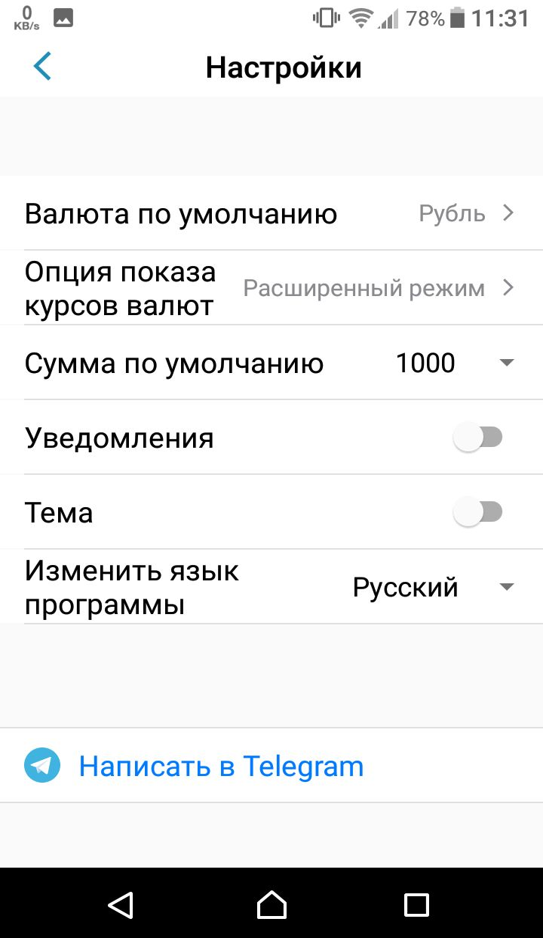 0
KB/s
78% 11:31
Настройки
Валюта по умолчанию Рубль
Опция показа
курсов валют Расширенный режим
Сумма по умолчанию 1000
Уведомления
Тема
Изменить язык
программы Русский
Написать в Telegram